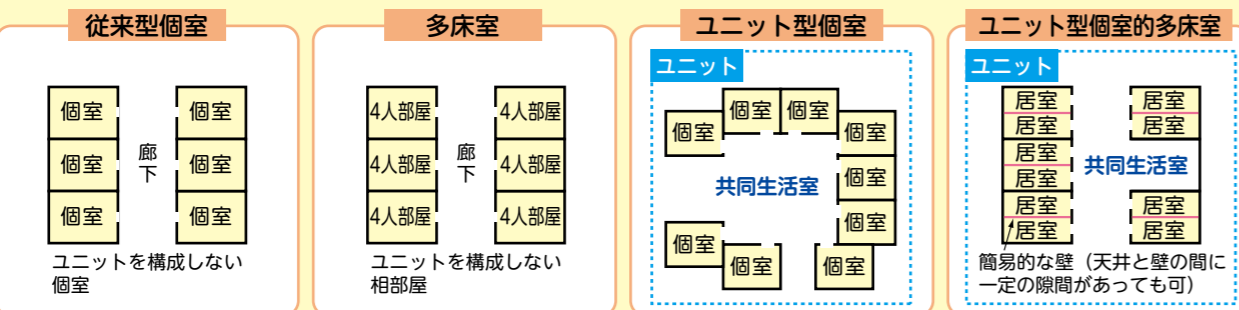 従来型個室
個室
個室
個室
廊下
個室
個室
個室
ユニットを構成しない
個室
多床室
4人部屋
4人部屋
4人部屋
廊下
4人部屋
4人部屋
4人部屋
ユニットを構成しない
相部屋
ユニット型個室
ユニット
個室
個室
個室
個室
個室
個室
共同生活室
個室
個室
個室
ユニット型個室的多床室
ユニット
居室
居室
居室
居室
居室
居室
共同生活室
居室
居室
居室
居室
簡易的な壁（天井と壁の間に
一定の隙間があっても可）